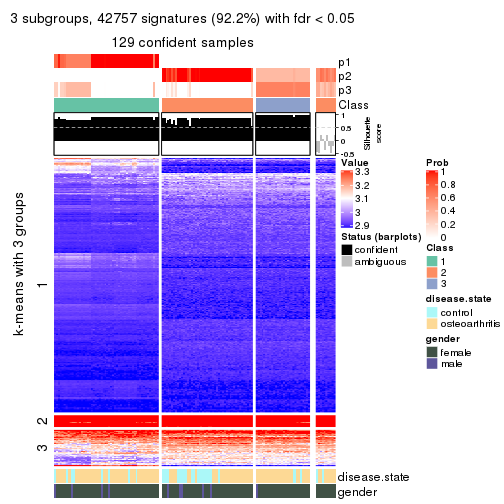 3 subgroups, 42757 signatures (92.2%) with fdr < 0.05
129 confident samples
p1
p2
p3
Class
1
0.5
0
-0.5
Silhouette
score
k-means with 3 groups
1
2
3
disease.state
gender
Value
3.3
3.2
3.1
3
2.9
Status (barplots)
confident
ambiguous
Prob
1
0.8
0.6
0.4
0.2
0
Class
1
2
3
disease.state
control
osteoarthritis
gender
female
male